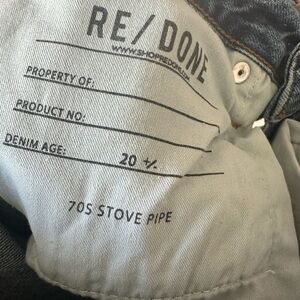 RE/DONE
WWW.SHOPREDONE.COM
PROPERTY OF:
PRODUCT NO:
DENIM AGE: 20 +/-
70S STOVE PIPE